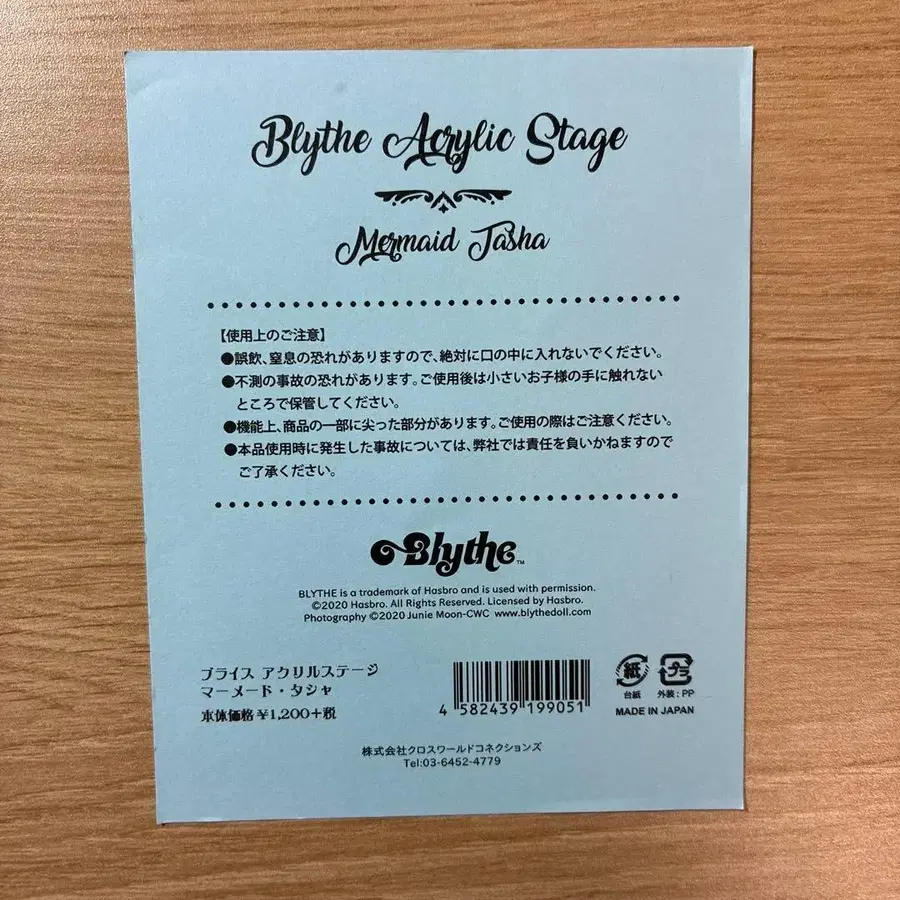 Blythe Acrylic Stage
Mermaid Tasha
【使用上のご注意】
●誤飲、窒息の恐れがありますので、絶対に口の中に入れないでください。
●不測の事故の恐れがあります。ご使用後は小さいお子様の手に触れない
ところで保管してください。
●機能上、商品の一部に尖った部分があります。ご使用の際はご注意ください。
●本品使用時に発生した事故については、弊社では責任を負いかねますので
ご了承ください。
Blythe™
BLYTHE is a trademark of Hasbro and is used with permission.
©2020 Hasbro. All Rights Reserved. Licensed by Hasbro.
Photography ©2020 Junie Moon-CWC www.blythedoll.com
ブライス アクリルステージ
マーメード・タシャ
本体価格 ¥1,200+税
4 582439 199051
紙 プラ
台紙 外装:PP
MADE IN JAPAN
株式会社クロスワールドコネクションズ
Tel:03-6452-4779